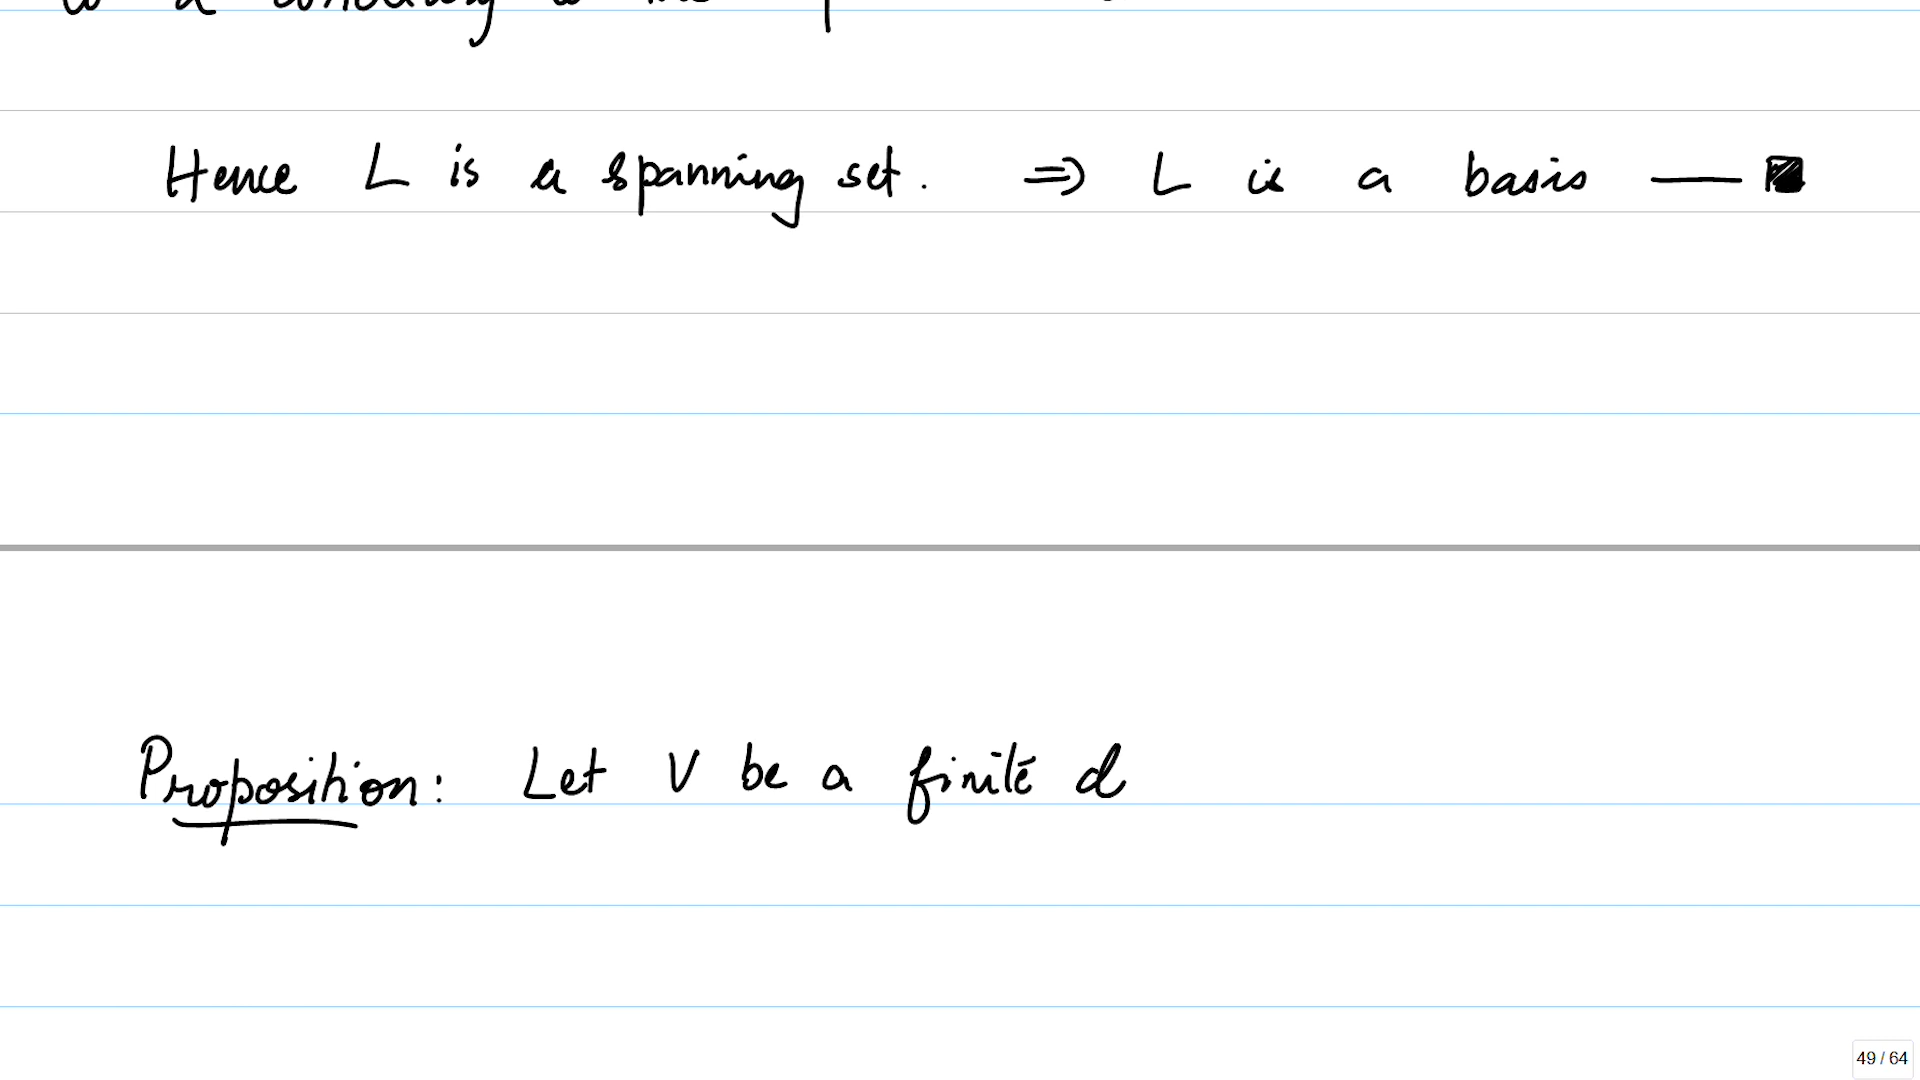 Hence L is a spanning set. ⇒ L is a basis — ■
Proposition: Let V be a finite d
49 / 64